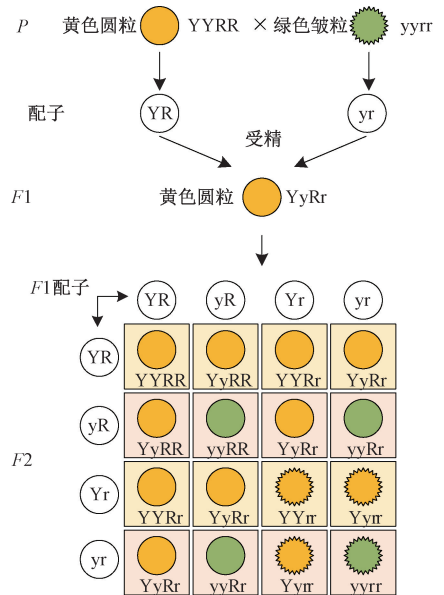 P 黄色圆粒 YYRR × 绿色皱粒 yyrr
配子 YR yr
受精
F1 黄色圆粒 YyRr
F1配子 YR yR Yr yr
YR
YYRR YyRR YYRr YyRr
yR
YyRR yyRR YyRr yyRr
F2
Yr
YYRr YyRr YYrr Yyrr
yr
YyRr yyRr Yyrr yyrr